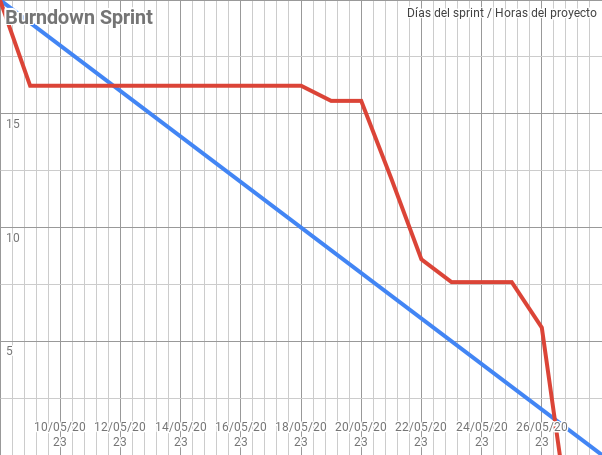 Burndown Sprint
Días del sprint / Horas del proyecto
15
10
5
10/05/20 12/05/20 14/05/20 16/05/20 18/05/20 20/05/20 22/05/20 24/05/20 26/05/20
23 23 23 23 23 23 23 23 23